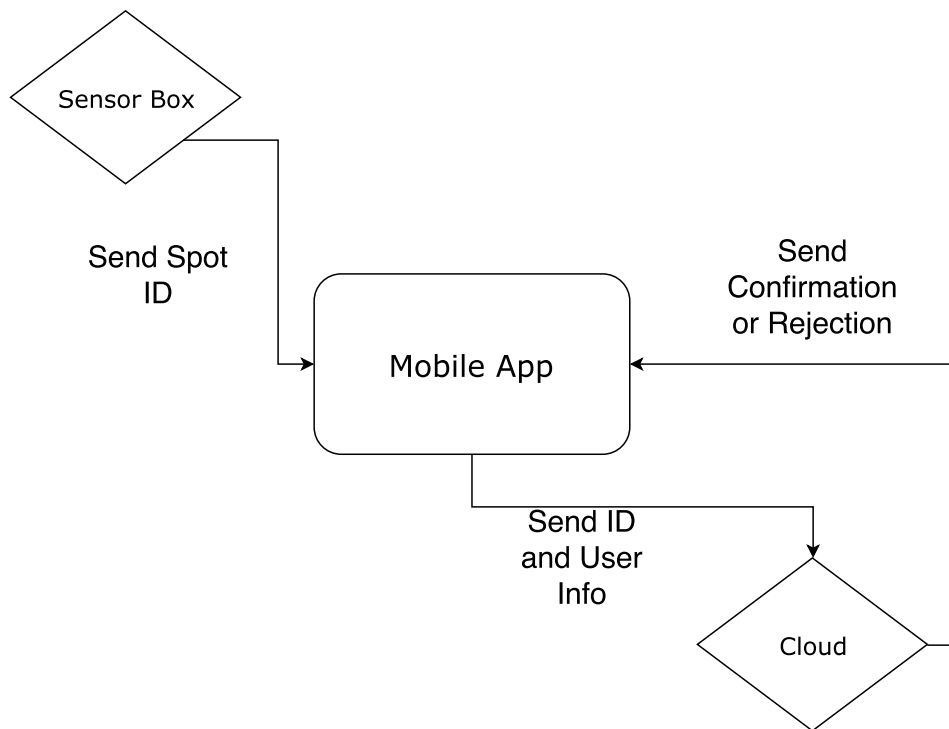 Sensor Box
Send Spot
ID
Send
Confirmation
or Rejection
Mobile App
Send ID
and User
Info
Cloud